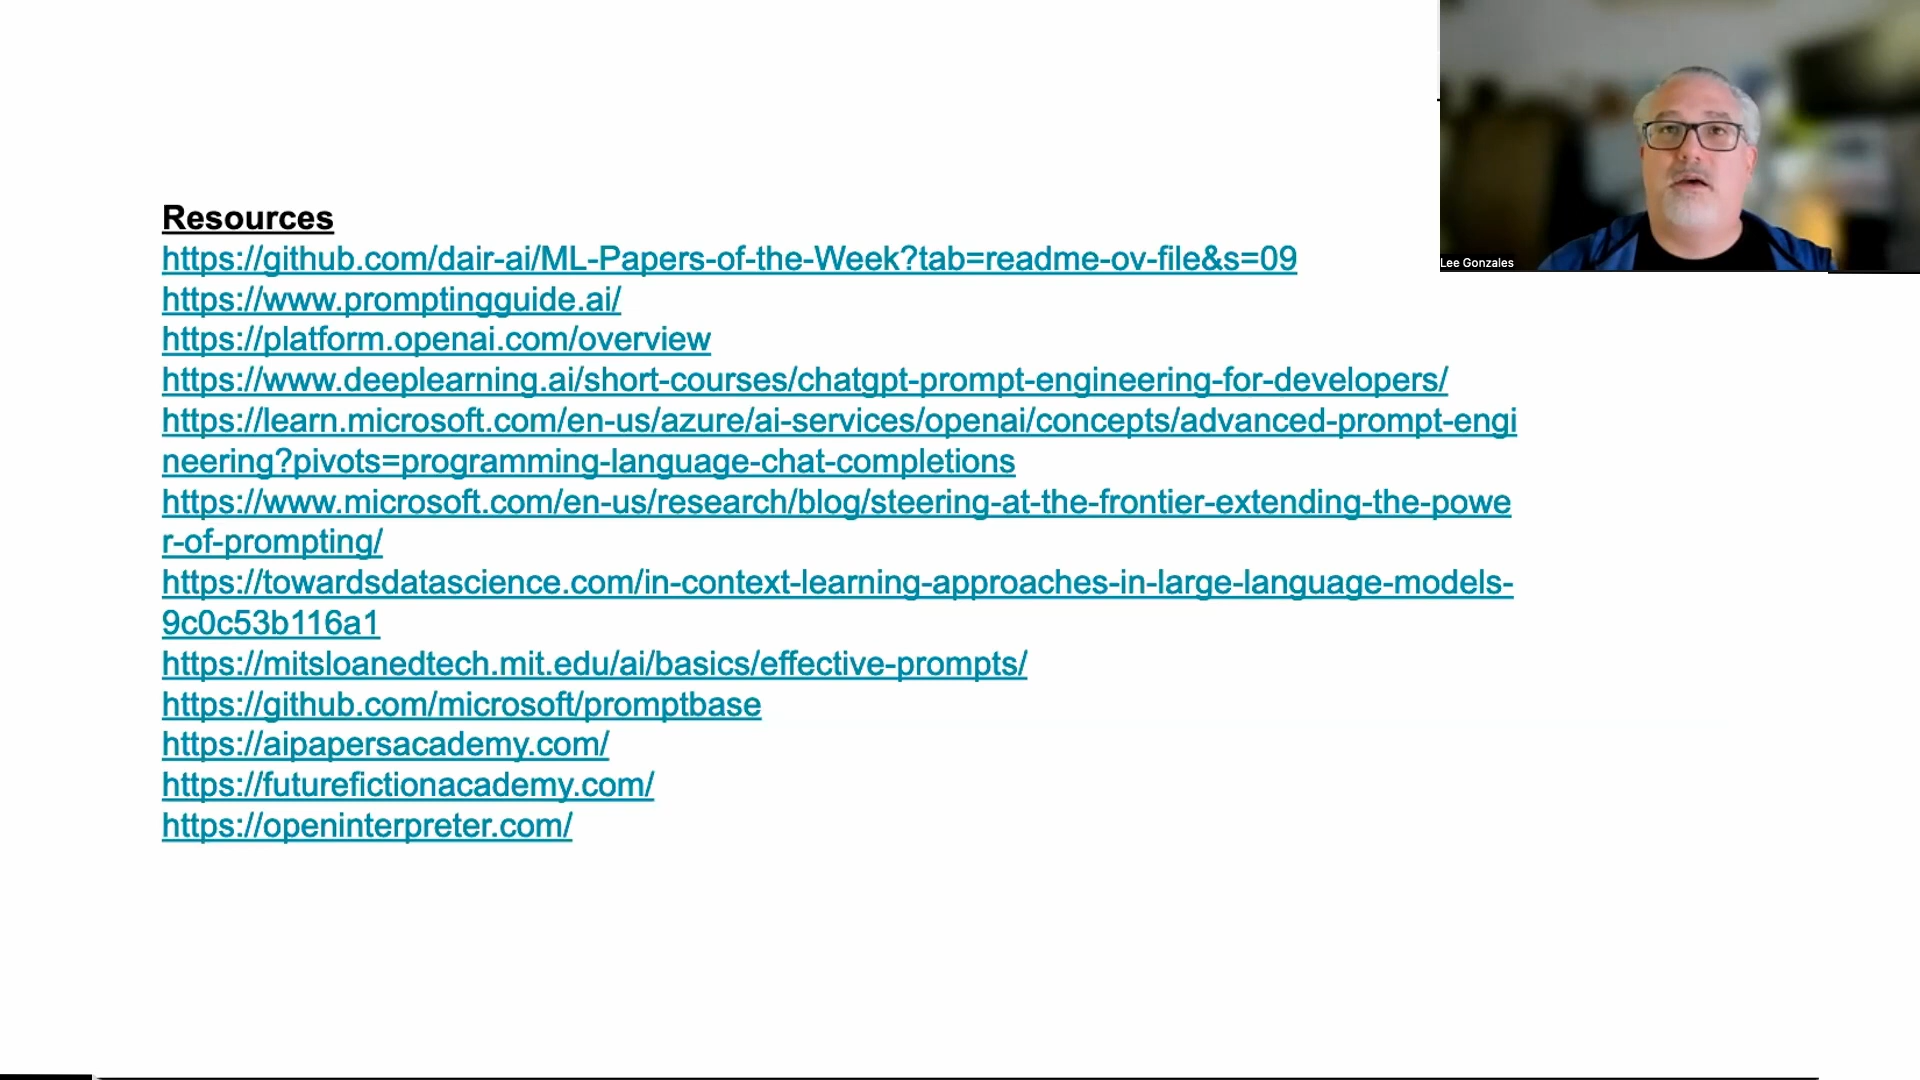 Resources
https://github.com/dair-ai/ML-Papers-of-the-Week?tab=readme-ov-file&s=09
https://www.promptingguide.ai/
https://platform.openai.com/overview
https://www.deeplearning.ai/short-courses/chatgpt-prompt-engineering-for-developers/
https://learn.microsoft.com/en-us/azure/ai-services/openai/concepts/advanced-prompt-engi
neering?pivots=programming-language-chat-completions
https://www.microsoft.com/en-us/research/blog/steering-at-the-frontier-extending-the-powe
r-of-prompting/
https://towardsdatascience.com/in-context-learning-approaches-in-large-language-models-
9c0c53b116a1
https://mitsloanedtech.mit.edu/ai/basics/effective-prompts/
https://github.com/microsoft/promptbase
https://aipapersacademy.com/
https://futurefictionacademy.com/
https://openinterpreter.com/
Lee Gonzales